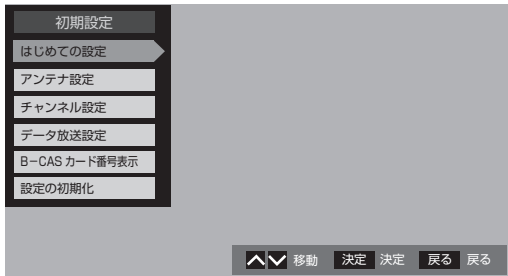 初期設定
はじめての設定
アンテナ設定
チャンネル設定
データ放送設定
B-CASカード番号表示
設定の初期化
移動 決定 決定 戻る 戻る